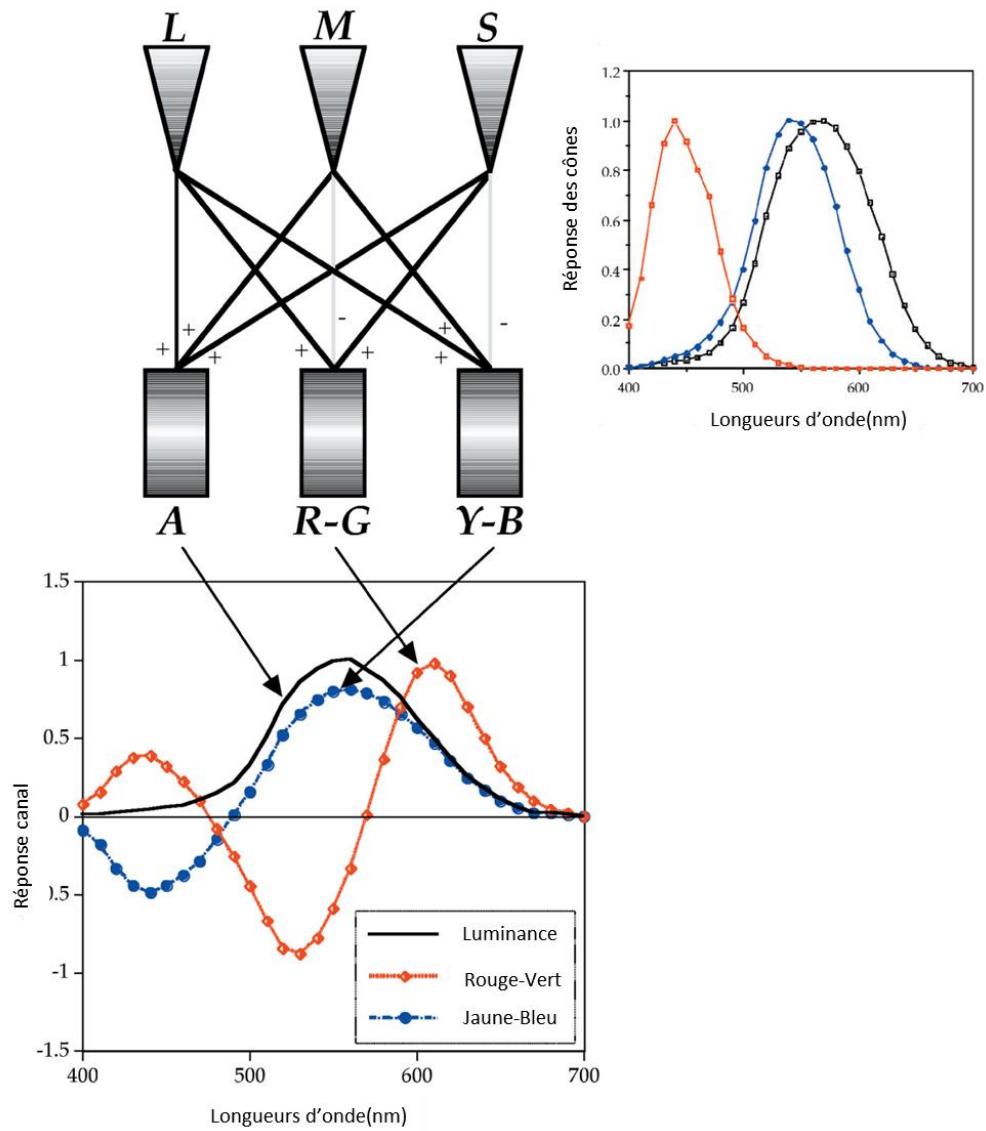 L M S
1.2
1.0
0.8
0.6
0.4
0.2
0.0
Réponse des cônes
400 500 600 700
Longueurs d'onde(nm)
+ + + + - + + + -
A R-G Y-B
1.5
1
0.5
0
0.5
-1
-1.5
Réponse canal
Luminance
Rouge-Vert
Jaune-Bleu
400 500 600 700
Longueurs d'onde(nm)